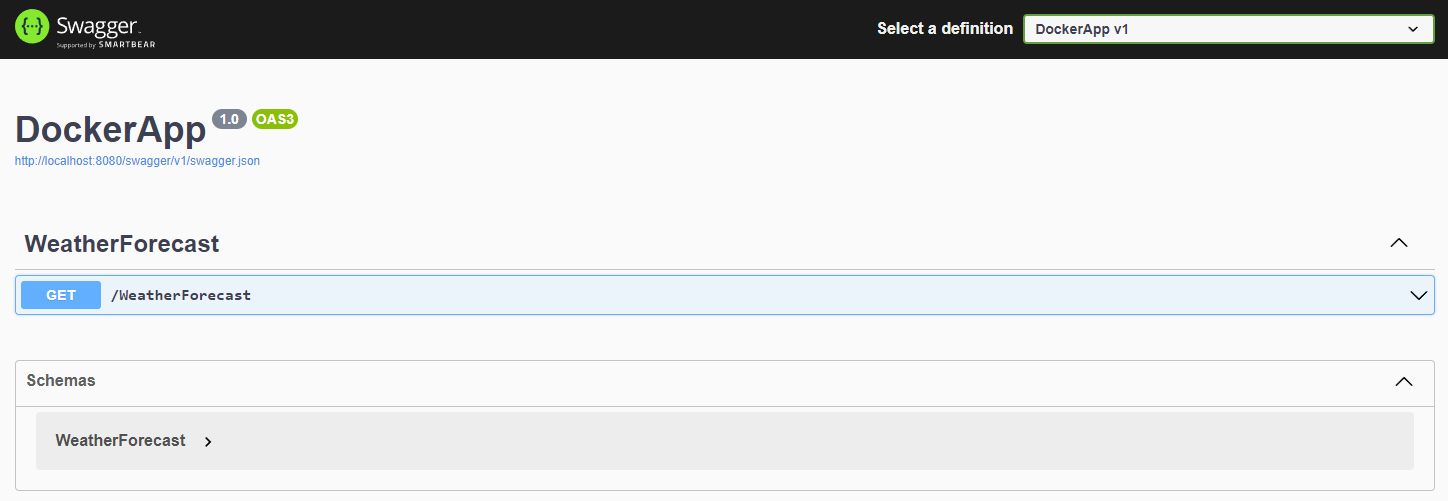 Swagger
Supported by SMARTBEAR
Select a definition
DockerApp v1
DockerApp 1.0 OAS3
http://localhost:8080/swagger/v1/swagger.json
WeatherForecast
GET /WeatherForecast
Schemas
WeatherForecast